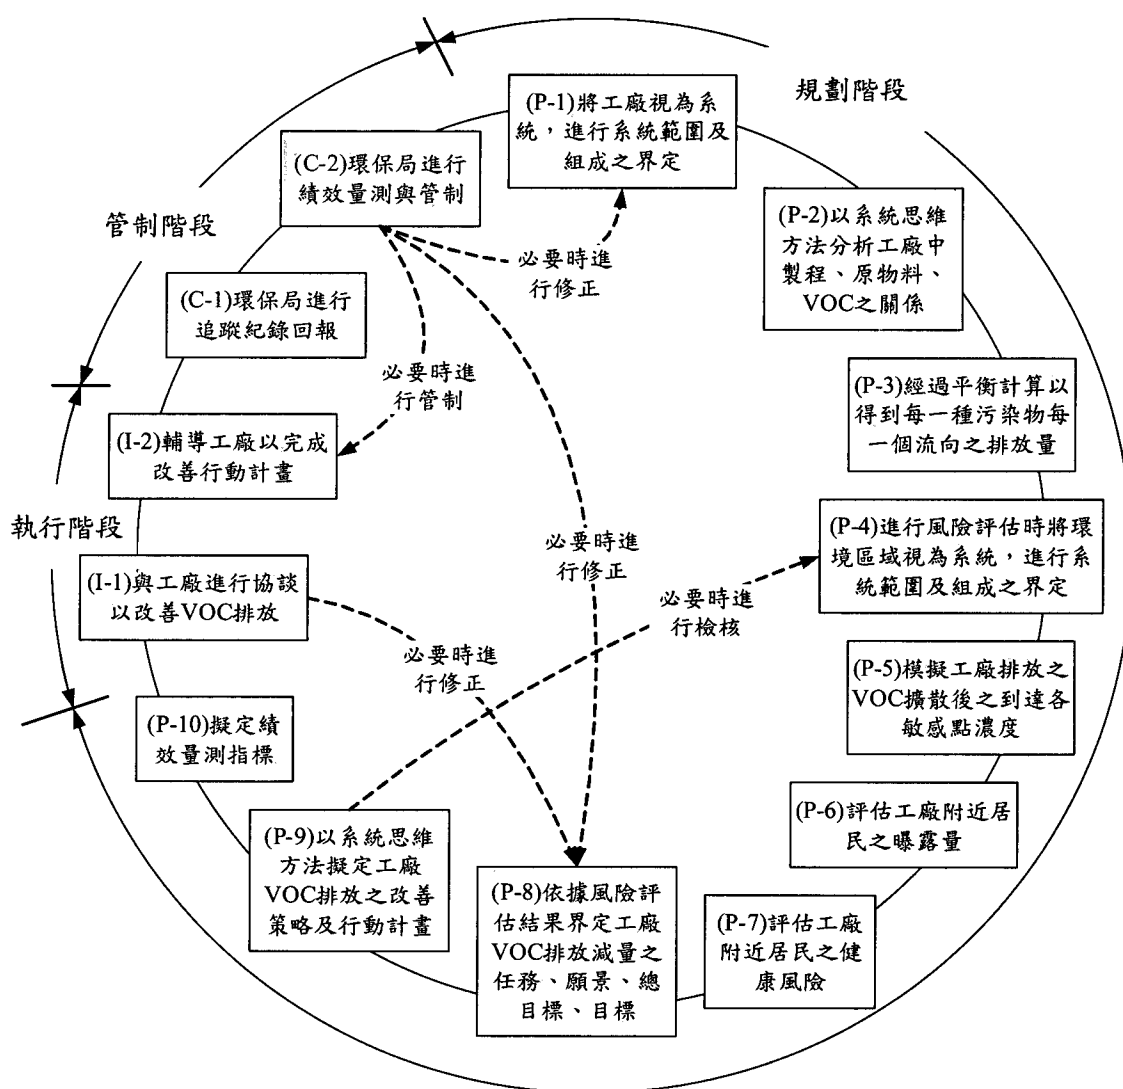 規劃階段
(P-1)將工廠視為系
統，進行系統範圍及
組成之界定
(P-2)以系統思維
方法分析工廠中
製程、原物料、
VOC之關係
(P-3)經過平衡計算以
得到每一種污染物每
一個流向之排放量
(P-4)進行風險評估時將環
境區域視為系統，進行系
統範圍及組成之界定
(P-5)模擬工廠排放之
VOC擴散後之到達各
敏感點濃度
(P-6)評估工廠附近居
民之曝露量
(P-7)評估工廠
附近居民之健
康風險
(P-8)依據風險評
估結果界定工廠
VOC排放減量之
任務、願景、總
目標、目標
(P-9)以系統思維
方法擬定工廠
VOC排放之改善
策略及行動計畫
(P-10)擬定績
效量測指標
執行階段
(I-1)與工廠進行協談
以改善VOC排放
(I-2)輔導工廠以完成
改善行動計畫
管制階段
(C-1)環保局進行
追蹤紀錄回報
(C-2)環保局進行
績效量測與管制
必要時進
行修正
必要時進
行管制
必要時進
行修正
必要時進
行檢核
必要時進
行修正